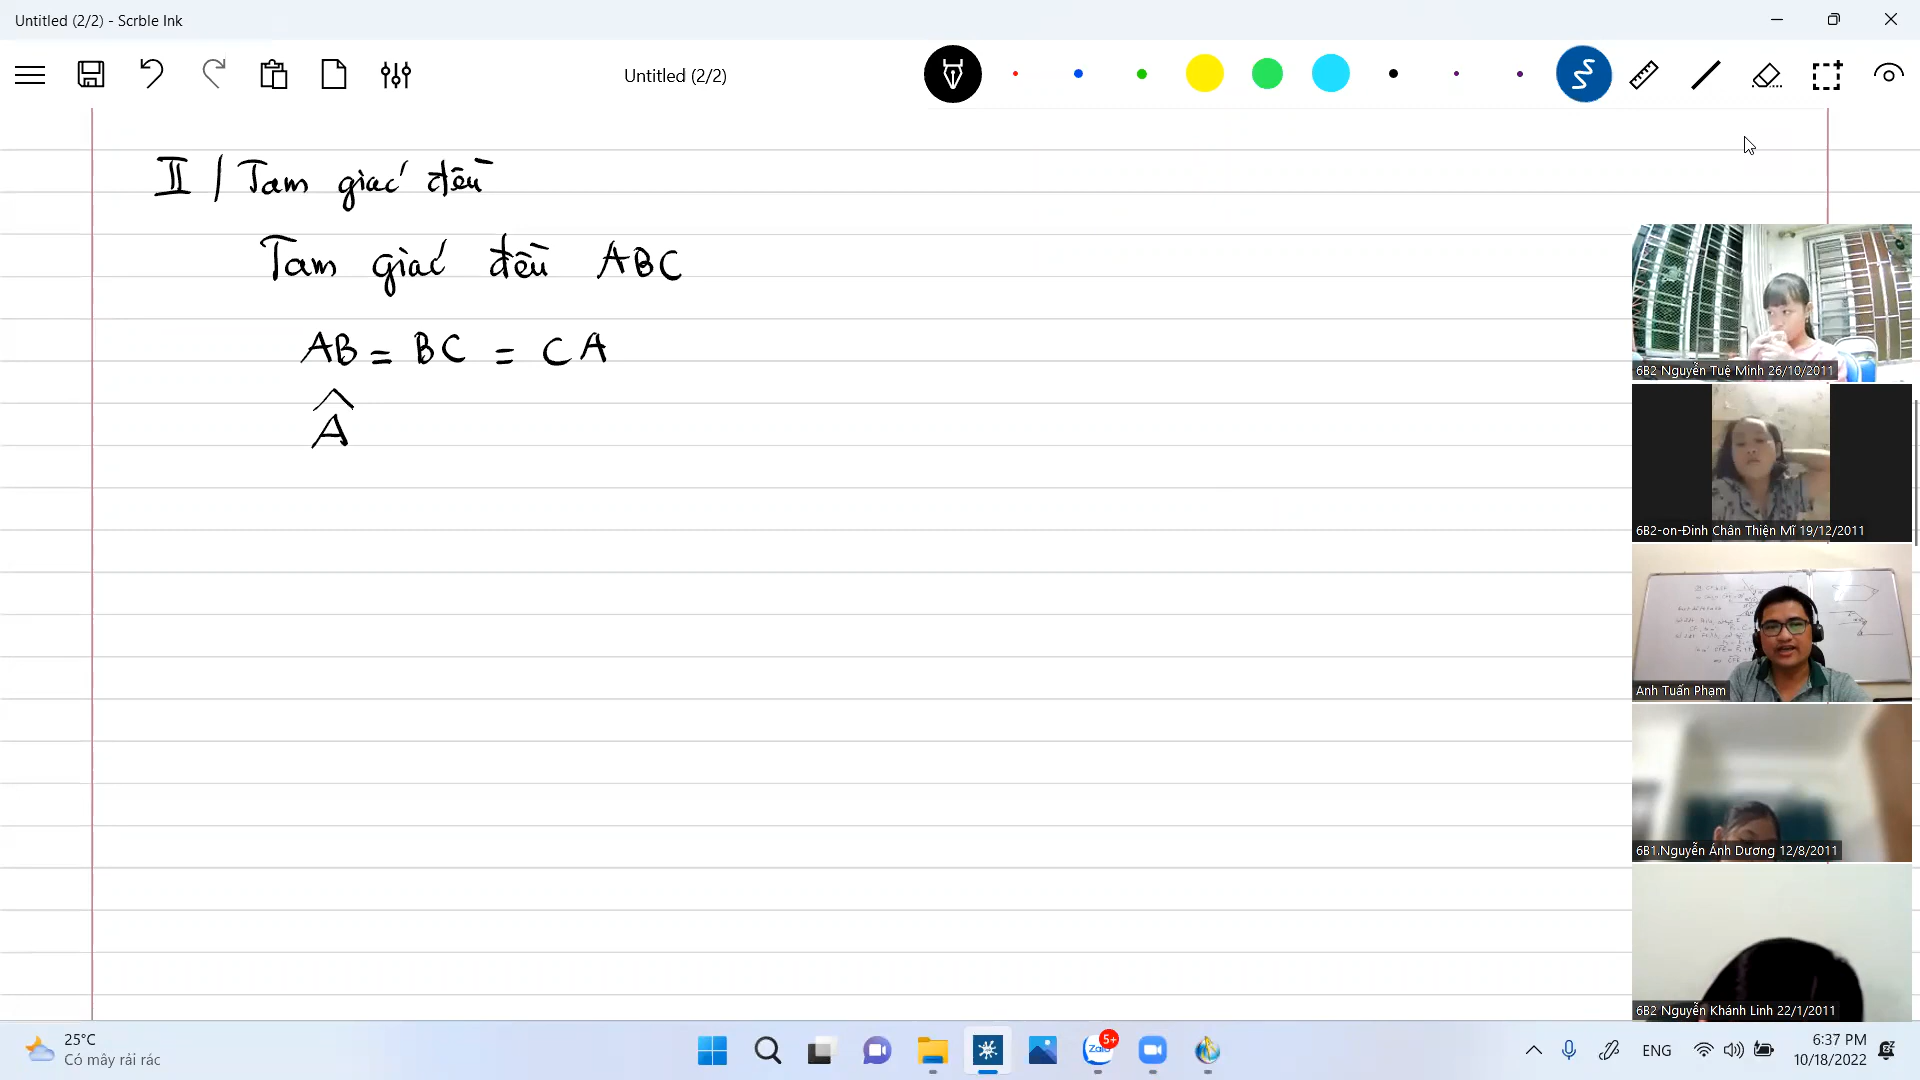 Untitled (2/2) - Scrble Ink
Untitled (2/2)
II / Tam giác đều
Tam giác đều ABC
AB = BC = CA
Â
6B2 Nguyễn Tuệ Minh 26/10/2011
6B2-on-Đinh Chân Thiện Mĩ 19/12/2011
Anh Tuấn Phạm
6B1.Nguyễn Ánh Dương 12/8/2011
6B2 Nguyễn Khánh Linh 22/1/2011
25°C
Có mây rải rác
Zalo
5+
ENG
6:37 PM
10/18/2022